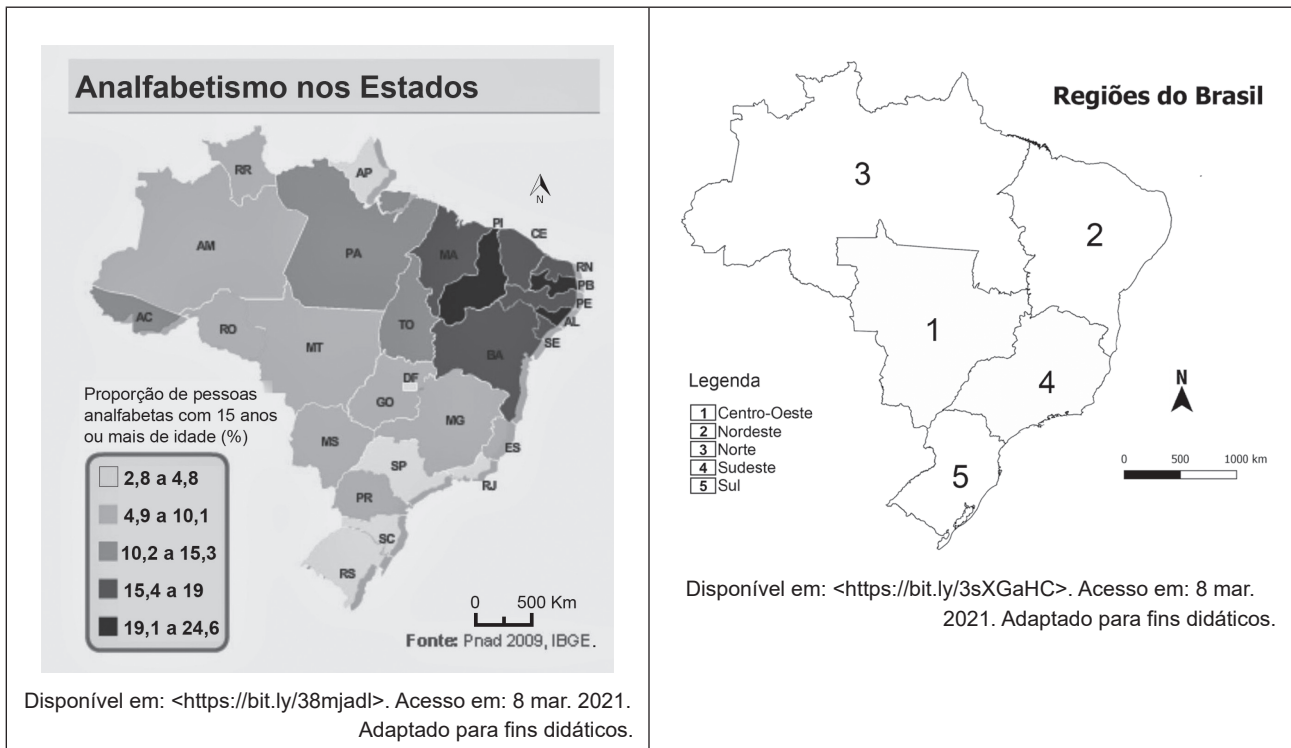 Analfabetismo nos Estados
RR
AP
N
AM
PA
MA
PI
CE
RN
PB
PE
AL
SE
AC
RO
TO
BA
MT
DF
GO
MG
ES
MS
SP
RJ
PR
SC
RS
Proporção de pessoas
analfabetas com 15 anos
ou mais de idade (%)
2,8 a 4,8
4,9 a 10,1
10,2 a 15,3
15,4 a 19
19,1 a 24,6
0 500 Km
Fonte: Pnad 2009, IBGE.
Disponível em: <https://bit.ly/38mjadl>. Acesso em: 8 mar. 2021.
Adaptado para fins didáticos.
Regiões do Brasil
3
2
1
4
5
N
Legenda
1 Centro-Oeste
2 Nordeste
3 Norte
4 Sudeste
5 Sul
0 500 1000 km
Disponível em: <https://bit.ly/3sXGaHC>. Acesso em: 8 mar.
2021. Adaptado para fins didáticos.